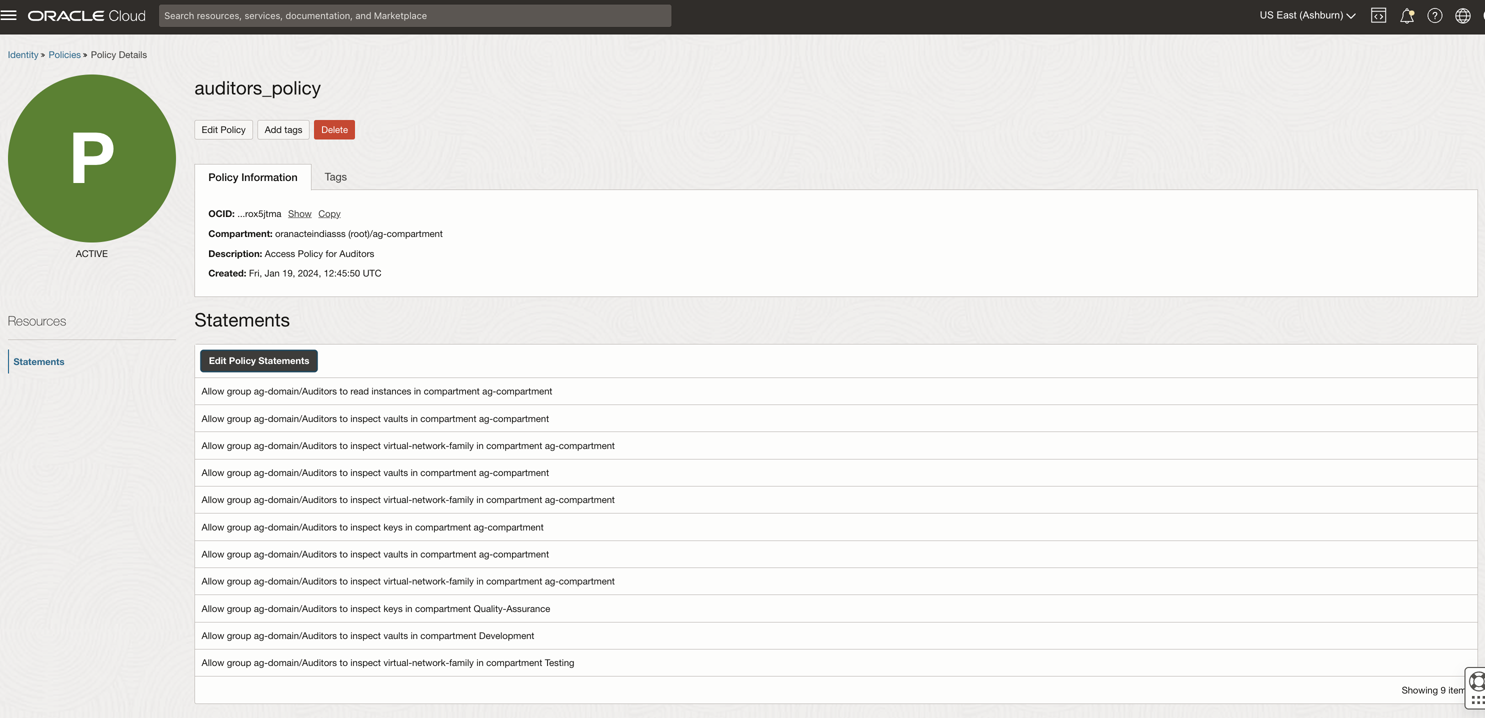 ORACLE Cloud
Search resources, services, documentation, and Marketplace
US East (Ashburn)
Identity » Policies » Policy Details
P
ACTIVE
auditors_policy
Edit Policy Add tags Delete
Policy Information Tags
OCID: ...rox5jtma Show Copy
Compartment: oranacteindiasss (root)/ag-compartment
Description: Access Policy for Auditors
Created: Fri, Jan 19, 2024, 12:45:50 UTC
Resources
Statements
Statements
Edit Policy Statements
Allow group ag-domain/Auditors to read instances in compartment ag-compartment
Allow group ag-domain/Auditors to inspect vaults in compartment ag-compartment
Allow group ag-domain/Auditors to inspect virtual-network-family in compartment ag-compartment
Allow group ag-domain/Auditors to inspect vaults in compartment ag-compartment
Allow group ag-domain/Auditors to inspect virtual-network-family in compartment ag-compartment
Allow group ag-domain/Auditors to inspect keys in compartment ag-compartment
Allow group ag-domain/Auditors to inspect vaults in compartment ag-compartment
Allow group ag-domain/Auditors to inspect virtual-network-family in compartment ag-compartment
Allow group ag-domain/Auditors to inspect keys in compartment Quality-Assurance
Allow group ag-domain/Auditors to inspect vaults in compartment Development
Allow group ag-domain/Auditors to inspect virtual-network-family in compartment Testing
Showing 9